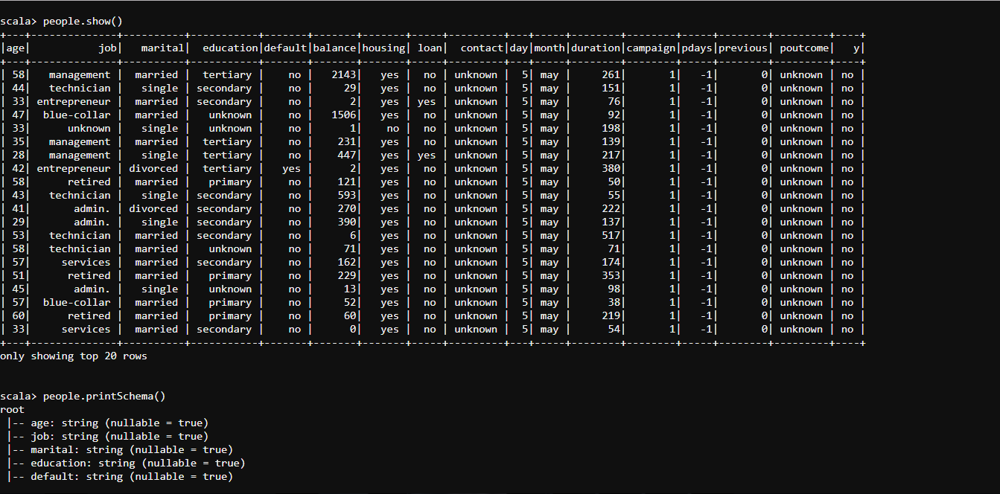 scala> people.show()
+---+-------------+---------+----------+-------+-------+-------+-----+--------+---+-----+--------+--------+-----+--------+---------+----+
|age|          job|  marital| education|default|balance|housing| loan|  contact|day|month|duration|campaign|pdays|previous| poutcome|   y|
+---+-------------+---------+----------+-------+-------+-------+-----+--------+---+-----+--------+--------+-----+--------+---------+----+
| 58|   management |  married |  tertiary |    no |   2143|   yes |  no | unknown |  5| may |     261|       1|   -1|       0| unknown | no |
| 44|   technician |   single | secondary |    no |     29|   yes |  no | unknown |  5| may |     151|       1|   -1|       0| unknown | no |
| 33| entrepreneur |  married | secondary |    no |      2|   yes | yes | unknown |  5| may |      76|       1|   -1|       0| unknown | no |
| 47|  blue-collar |  married |   unknown |    no |   1506|   yes |  no | unknown |  5| may |      92|       1|   -1|       0| unknown | no |
| 33|      unknown |   single |   unknown |    no |      1|    no |  no | unknown |  5| may |     198|       1|   -1|       0| unknown | no |
| 35|   management |  married |  tertiary |    no |    231|   yes |  no | unknown |  5| may |     139|       1|   -1|       0| unknown | no |
| 28|   management |   single |  tertiary |    no |    447|   yes | yes | unknown |  5| may |     217|       1|   -1|       0| unknown | no |
| 42| entrepreneur | divorced |  tertiary |   yes |      2|   yes |  no | unknown |  5| may |     380|       1|   -1|       0| unknown | no |
| 58|      retired |  married |   primary |    no |    121|   yes |  no | unknown |  5| may |      50|       1|   -1|       0| unknown | no |
| 43|   technician |   single | secondary |    no |    593|   yes |  no | unknown |  5| may |      55|       1|   -1|       0| unknown | no |
| 41|       admin. | divorced | secondary |    no |    270|   yes |  no | unknown |  5| may |     222|       1|   -1|       0| unknown | no |
| 29|       admin. |   single | secondary |    no |    390|   yes |  no | unknown |  5| may |     137|       1|   -1|       0| unknown | no |
| 53|   technician |  married | secondary |    no |      6|   yes |  no | unknown |  5| may |     517|       1|   -1|       0| unknown | no |
| 58|   technician |  married |   unknown |    no |     71|   yes |  no | unknown |  5| may |      71|       1|   -1|       0| unknown | no |
| 57|     services |  married | secondary |    no |    162|   yes |  no | unknown |  5| may |     174|       1|   -1|       0| unknown | no |
| 51|      retired |  married |   primary |    no |    229|   yes |  no | unknown |  5| may |     353|       1|   -1|       0| unknown | no |
| 45|       admin. |   single |   unknown |    no |     13|   yes |  no | unknown |  5| may |      98|       1|   -1|       0| unknown | no |
| 57|  blue-collar |  married |   primary |    no |     52|   yes |  no | unknown |  5| may |      38|       1|   -1|       0| unknown | no |
| 60|      retired |  married |   primary |    no |     60|   yes |  no | unknown |  5| may |     219|       1|   -1|       0| unknown | no |
| 33|     services |  married | secondary |    no |      0|   yes |  no | unknown |  5| may |      54|       1|   -1|       0| unknown | no |
+---+-------------+---------+----------+-------+-------+-------+-----+--------+---+-----+--------+--------+-----+--------+---------+----+
only showing top 20 rows
scala> people.printSchema()
root
 |-- age: string (nullable = true)
 |-- job: string (nullable = true)
 |-- marital: string (nullable = true)
 |-- education: string (nullable = true)
 |-- default: string (nullable = true)